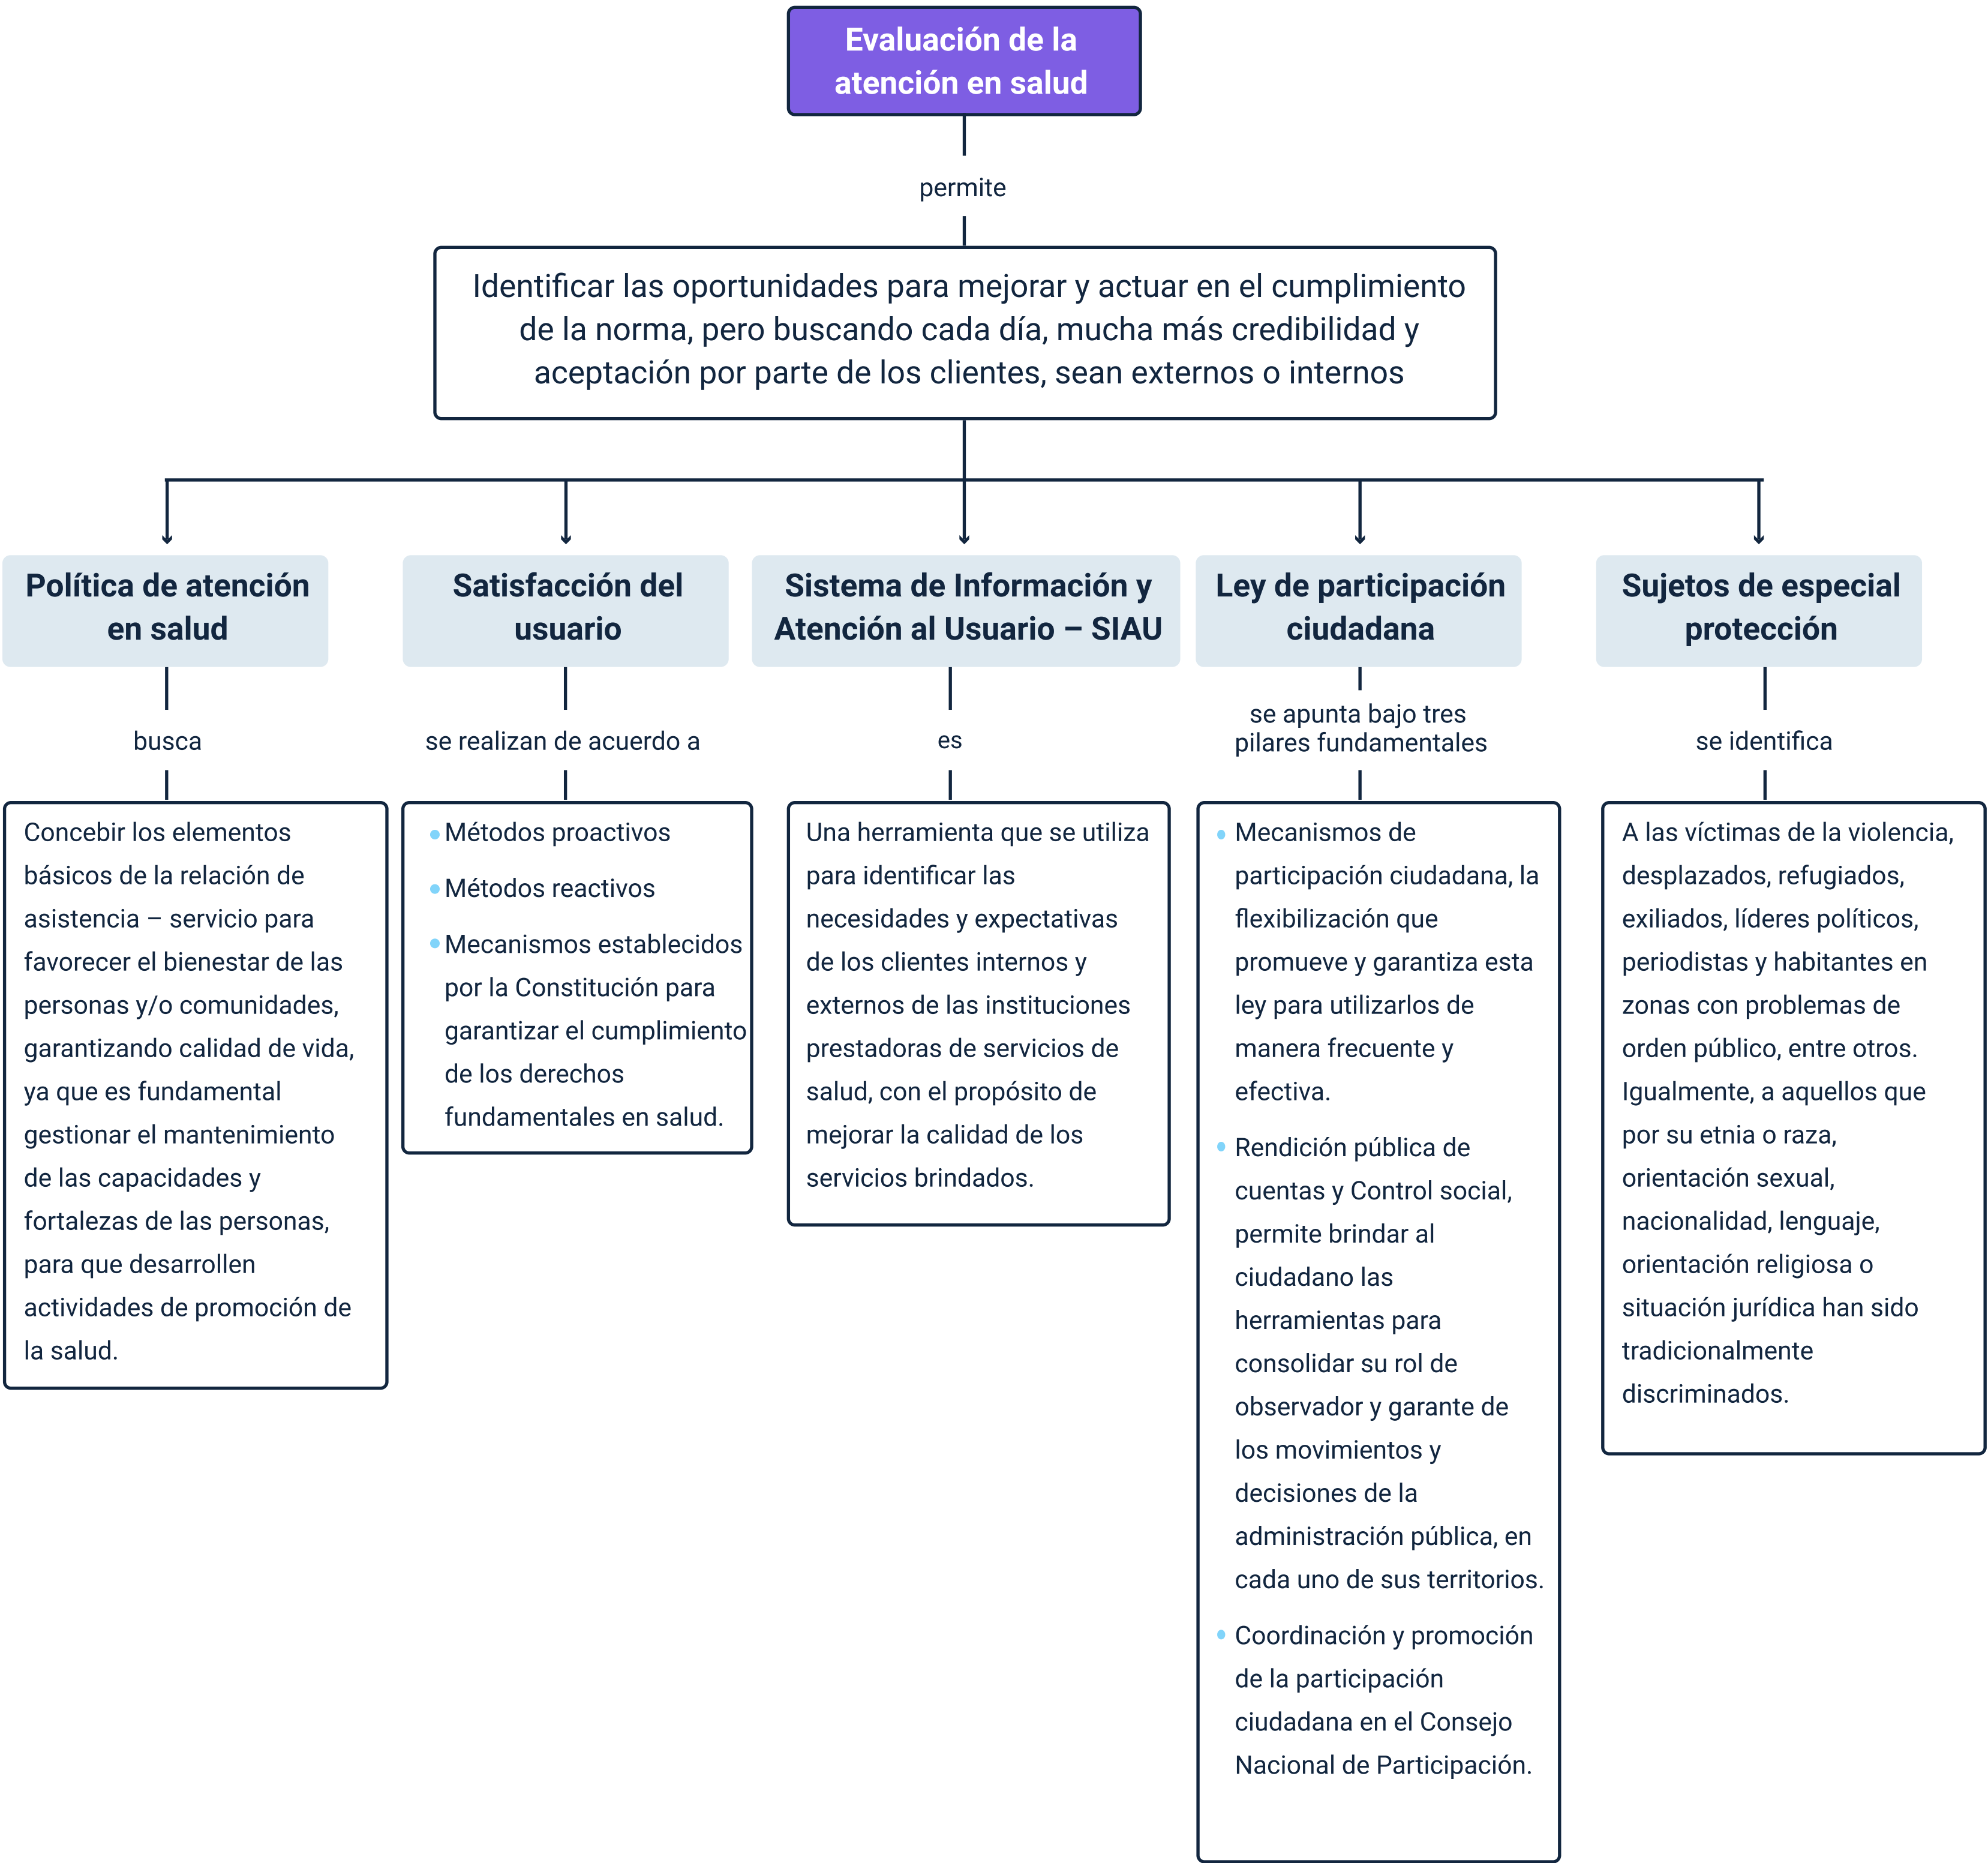 Evaluación de la
atención en salud
permite
Identificar las oportunidades para mejorar y actuar en el cumplimiento
de la norma, pero buscando cada día, mucha más credibilidad y
aceptación por parte de los clientes, sean externos o internos
Política de atención
en salud
busca
Concebir los elementos
básicos de la relación de
asistencia – servicio para
favorecer el bienestar de las
personas y/o comunidades,
garantizando calidad de vida,
ya que es fundamental
gestionar el mantenimiento
de las capacidades y
fortalezas de las personas,
para que desarrollen
actividades de promoción de
la salud.
Satisfacción del
usuario
se realizan de acuerdo a
Métodos proactivos
Métodos reactivos
Mecanismos establecidos
por la Constitución para
garantizar el cumplimiento
de los derechos
fundamentales en salud.
Sistema de Información y
Atención al Usuario – SIAU
es
Una herramienta que se utiliza
para identificar las
necesidades y expectativas
de los clientes internos y
externos de las instituciones
prestadoras de servicios de
salud, con el propósito de
mejorar la calidad de los
servicios brindados.
Ley de participación
ciudadana
se apunta bajo tres
pilares fundamentales
Mecanismos de
participación ciudadana, la
flexibilización que
promueve y garantiza esta
ley para utilizarlos de
manera frecuente y
efectiva.
Rendición pública de
cuentas y Control social,
permite brindar al
ciudadano las
herramientas para
consolidar su rol de
observador y garante de
los movimientos y
decisiones de la
administración pública, en
cada uno de sus territorios.
Coordinación y promoción
de la participación
ciudadana en el Consejo
Nacional de Participación.
Sujetos de especial
protección
se identifica
A las víctimas de la violencia,
desplazados, refugiados,
exiliados, líderes políticos,
periodistas y habitantes en
zonas con problemas de
orden público, entre otros.
Igualmente, a aquellos que
por su etnia o raza,
orientación sexual,
nacionalidad, lenguaje,
orientación religiosa o
situación jurídica han sido
tradicionalmente
discriminados.